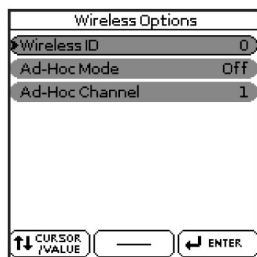 Wireless Options
Wireless ID 0
Ad-Hoc Mode Off
Ad-Hoc Channel 1
CURSOR
/VALUE
ENTER